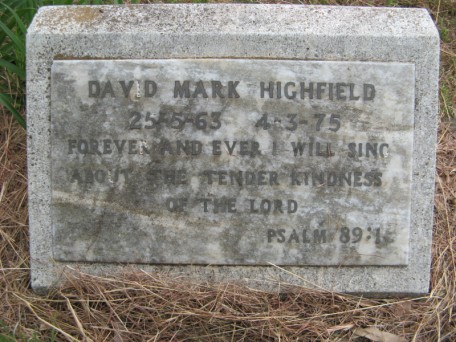 DAVID MARK HIGHFIELD
25-5-63 4-3-75
FOREVER AND EVER I WILL SING
ABOUT THE TENDER KINDNESS
OF THE LORD
PSALM 89:1